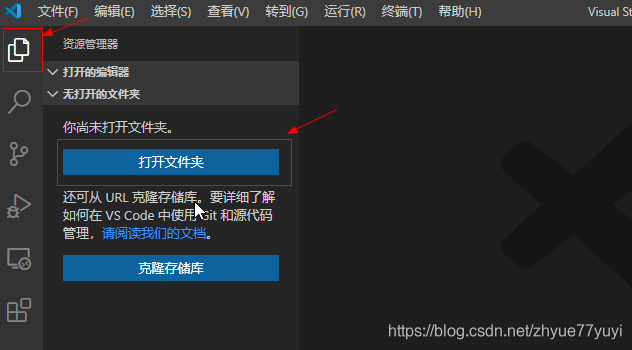 文件(F) 编辑(E) 选择(S) 查看(V) 转到(G) 运行(R) 终端(T) 帮助(H) Visual St
资源管理器
打开的编辑器
无打开的文件夹
你尚未打开文件夹。
打开文件夹
还可从 URL 克隆存储库。要详细了解
如何在 VS Code 中使用 Git 和源代码
管理，请阅读我们的文档。
克隆存储库
https://blog.csdn.net/zhyue77yuyi